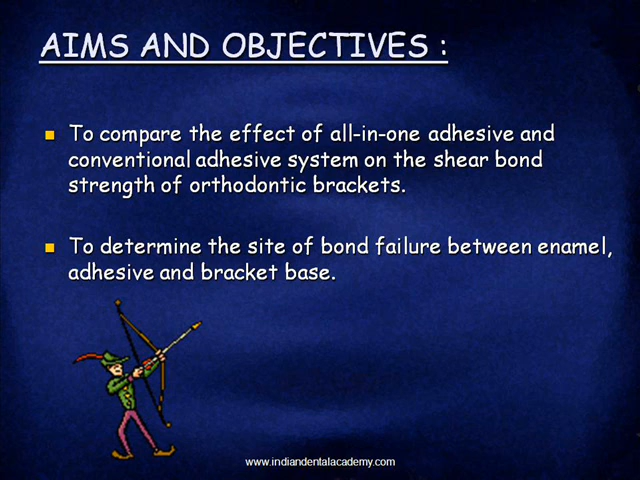 AIMS AND OBJECTIVES :
To compare the effect of all-in-one adhesive and
conventional adhesive system on the shear bond
strength of orthodontic brackets.
To determine the site of bond failure between enamel,
adhesive and bracket base.
www.indiandentalacademy.com